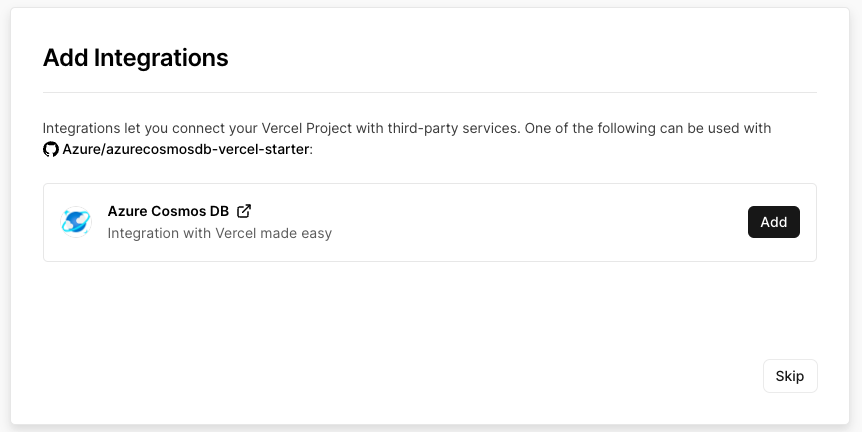 Add Integrations
Integrations let you connect your Vercel Project with third-party services. One of the following can be used with
Azure/azurecosmosdb-vercel-starter:
Azure Cosmos DB
Integration with Vercel made easy
Add
Skip